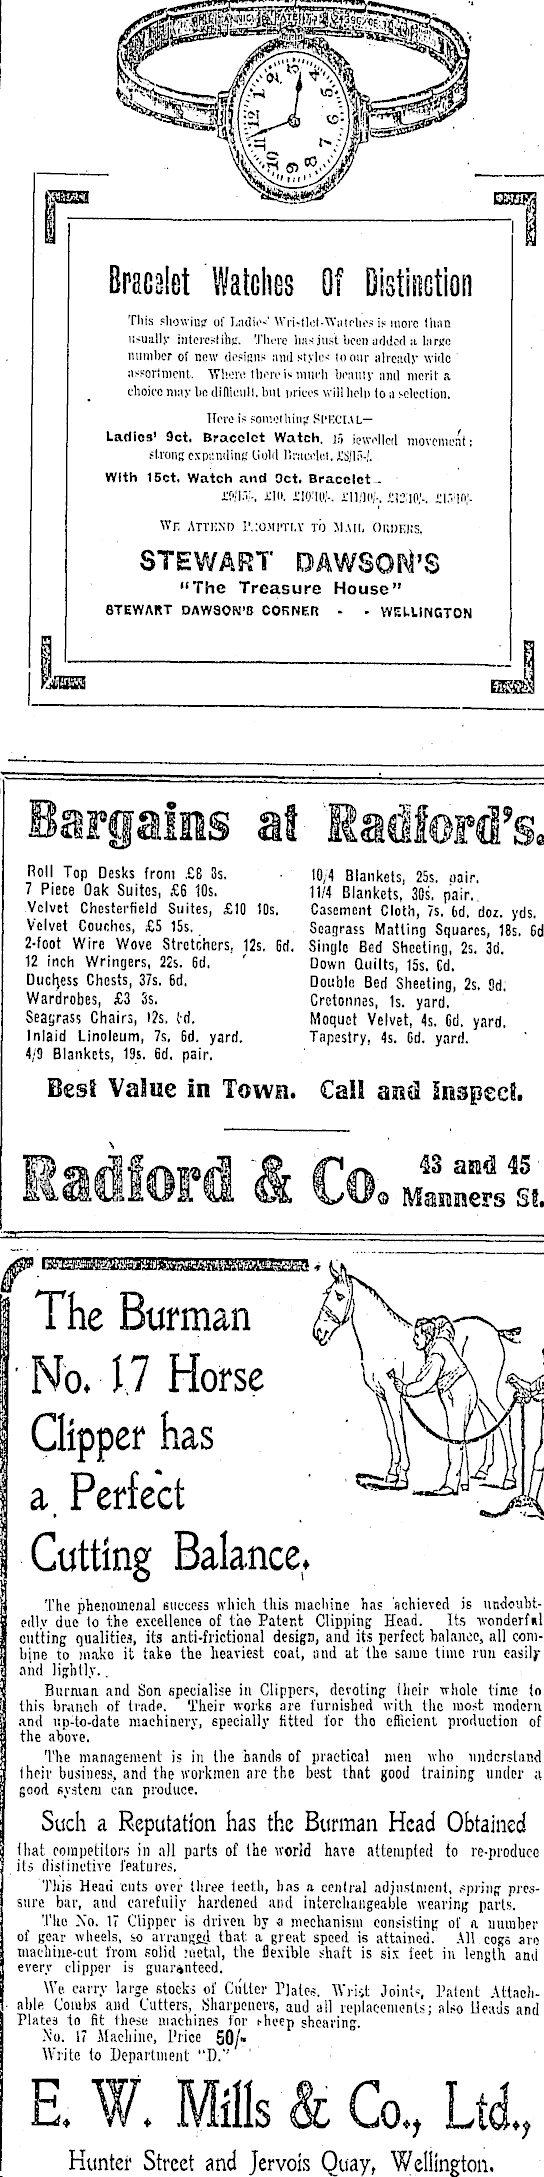 Bracelet Watches Of Distinction
This showing of Ladies' Wristlet-Watches is more than
usually interesting. There has just been added a large
number of new designs and styles to our already wide
assortment. Where there is much beauty and merit a
choice may be difficult, but prices will help to a selection.
Here is something SPECIAL—
Ladies' 9ct. Bracelet Watch, 15 jewelled movement;
strong expanding Gold Bracelet, £8/15/-.
With 15ct. Watch and 9ct. Bracelet—
£9/15/-, £10, £10/10/-, £11/10/-, £12/10/-, £15/10/-
WE ATTEND PROMPTLY TO MAIL ORDERS.
STEWART DAWSON'S
"The Treasure House"
STEWART DAWSON'S CORNER - - WELLINGTON
Bargains at Radford's.
Roll Top Desks from £8 8s.
7 Piece Oak Suites, £6 10s.
Velvet Chesterfield Suites, £10 10s.
Velvet Couches, £5 15s.
2-foot Wire Wove Stretchers, 12s. 6d.
12 inch Wringers, 22s. 6d.
Duchess Chests, 37s. 6d.
Wardrobes, £3 3s.
Seagrass Chairs, 12s. 6d.
Inlaid Linoleum, 7s. 6d. yard.
4/9 Blankets, 19s. 6d. pair.
10/4 Blankets, 25s. pair.
11/4 Blankets, 30s. pair.
Casement Cloth, 7s. 6d. doz. yds.
Seagrass Matting Squares, 18s. 6d
Single Bed Sheeting, 2s. 3d.
Down Quilts, 15s. 6d.
Double Bed Sheeting, 2s. 9d.
Cretonnes, 1s. yard.
Moquet Velvet, 4s. 6d. yard.
Tapestry, 4s. 6d. yard.
Best Value in Town. Call and Inspect.
Radford & Co. 43 and 45
Manners St.
The Burman
No. 17 Horse
Clipper has
a Perfect
Cutting Balance.
The phenomenal success which this machine has achieved is undoubt-
edly due to the excellence of the Patent Clipping Head. Its wonderful
cutting qualities, its anti-frictional design, and its perfect balance, all com-
bine to make it take the heaviest coat, and at the same time run easily
and lightly.
Burman and Son specialise in Clippers, devoting their whole time to
this branch of trade. Their works are furnished with the most modern
and up-to-date machinery, specially fitted for the efficient production of
the above.
The management is in the hands of practical men who understand
their business, and the workmen are the best that good training under a
good system can produce.
Such a Reputation has the Burman Head Obtained
that competitors in all parts of the world have attempted to re-produce
its distinctive features.
This Head cuts over three teeth, has a central adjustment, spring pres-
sure bar, and carefully hardened and interchangeable wearing parts.
The No. 17 Clipper is driven by a mechanism consisting of a number
of gear wheels, so arranged that a great speed is attained. All cogs are
machine-cut from solid metal, the flexible shaft is six feet in length and
every clipper is guaranteed.
We carry large stocks of Cutter Plates, Wrist Joints, Patent Attach-
able Combs and Cutters, Sharpeners, and all replacements; also Heads and
Plates to fit these machines for sheep shearing.
No. 17 Machine, Price 50/-
Write to Department "D."
E. W. Mills & Co., Ltd.,
Hunter Street and Jervois Quay, Wellington.